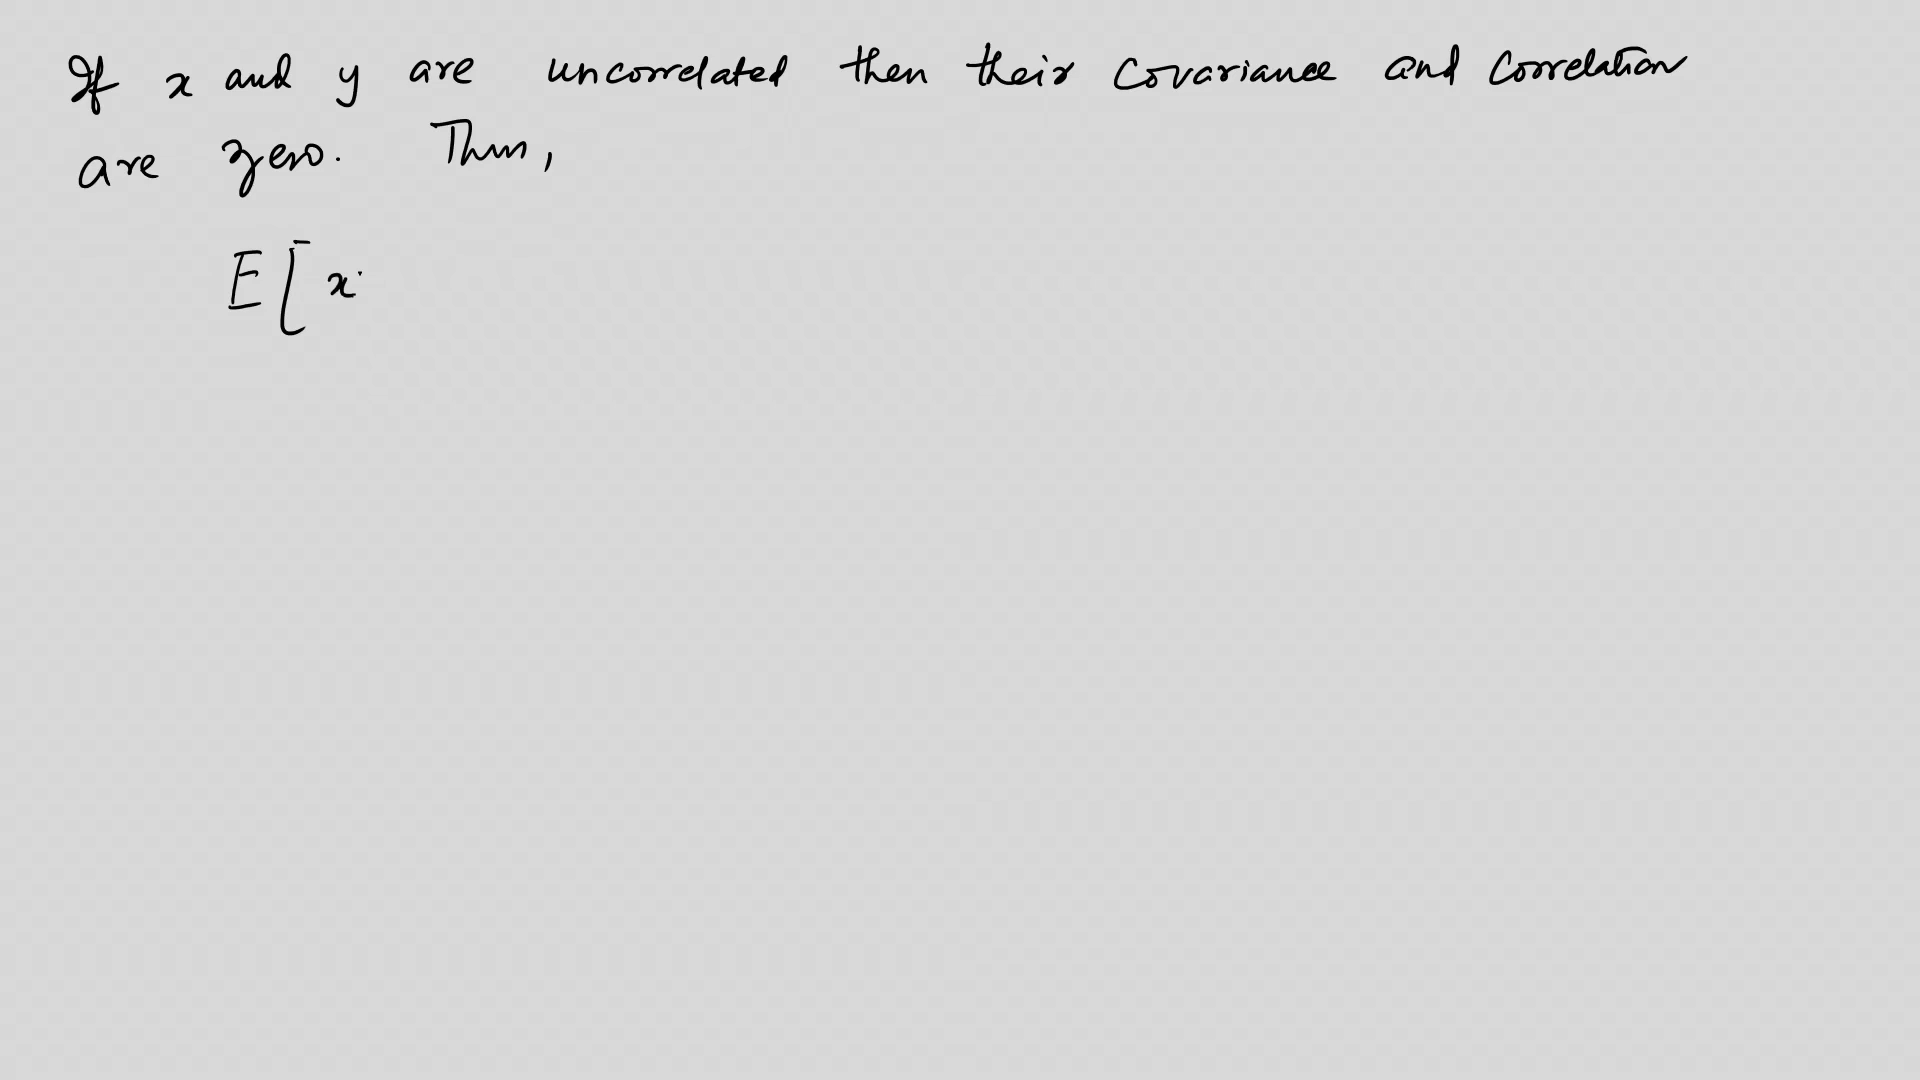 If x and y are uncorrelated then their covariance and correlation
are zero. Thus,
E[x